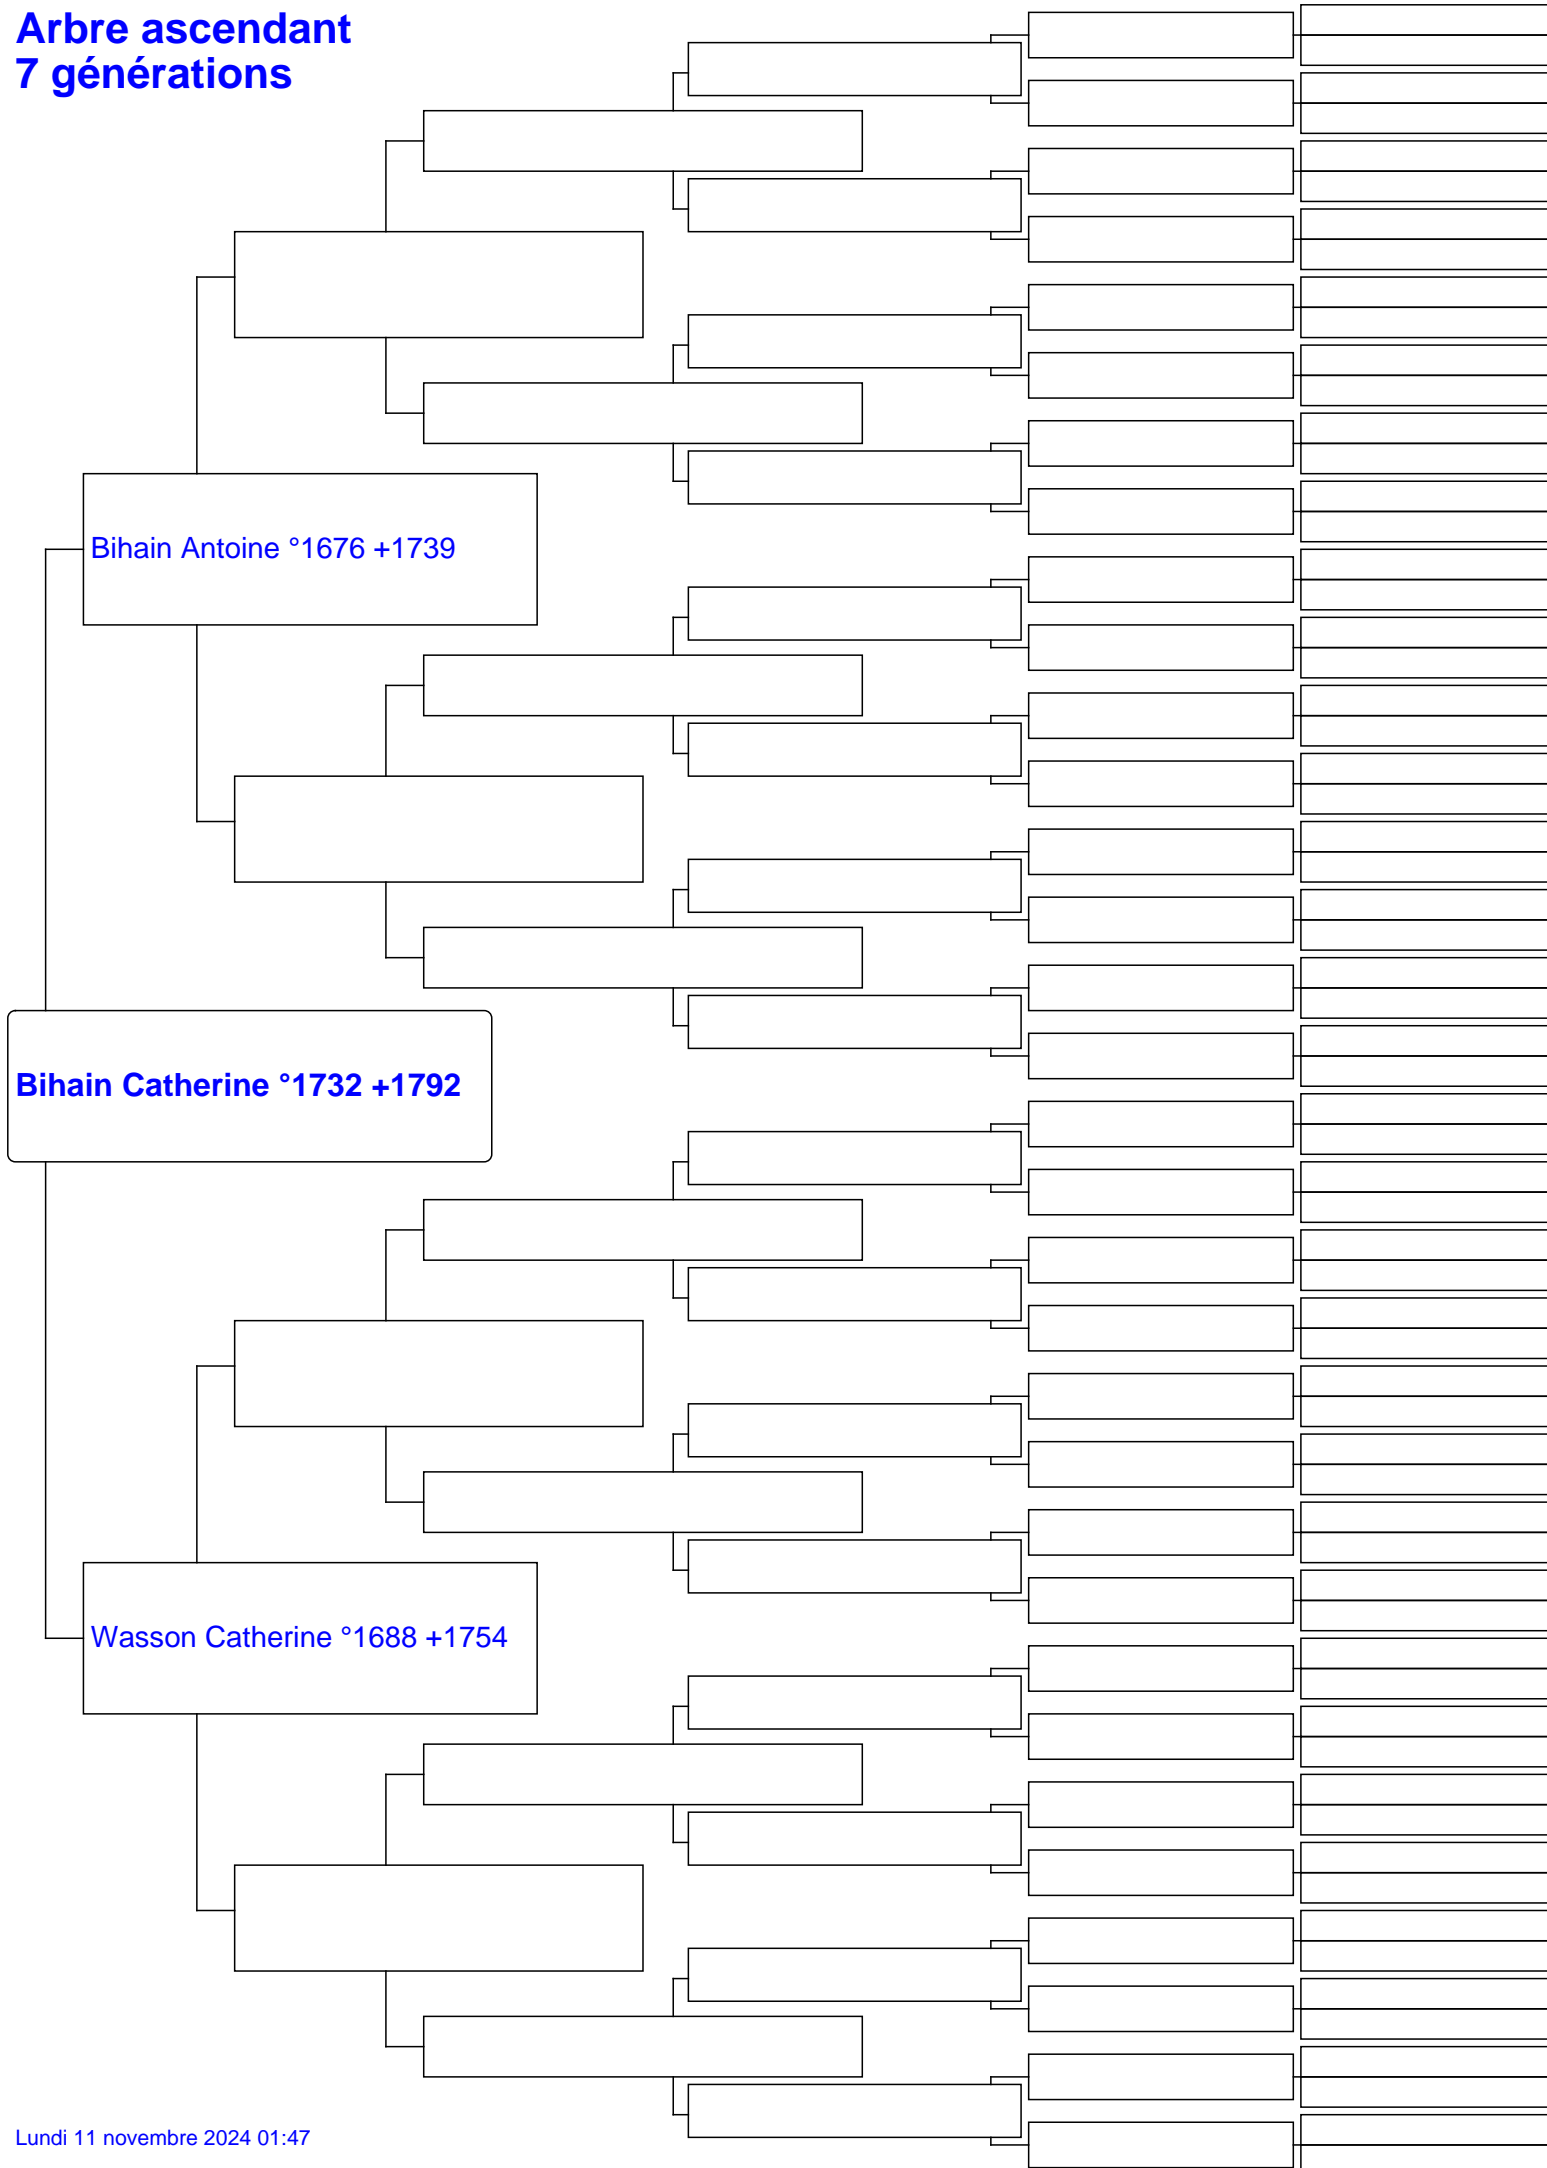 Arbre ascendant
7 générations
Bihain Antoine °1676 +1739
Bihain Catherine °1732 +1792
Wasson Catherine °1688 +1754
Lundi 11 novembre 2024 01:47